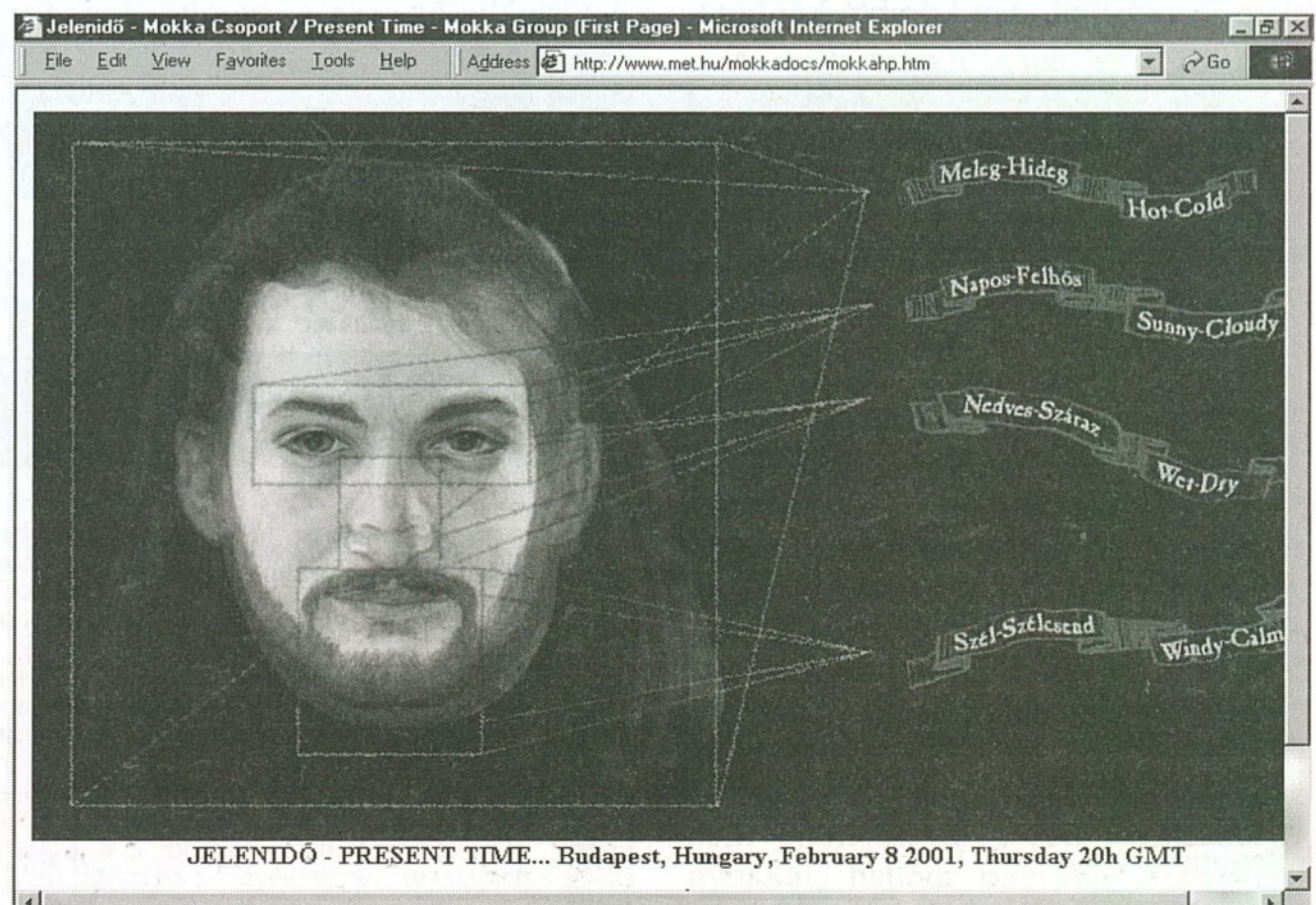 Jelenidő - Mokka Csoport / Present Time - Mokka Group (First Page) - Microsoft Internet Explorer
File Edit View Favorites Tools Help Address http://www.met.hu/mokkadocs/mokkahp.htm Go
Meleg-Hideg
Hot-Cold
Napos-Felhős
Sunny-Cloudy
Nedves-Száraz
Wet-Dry
Szél-Szélcsend
Windy-Calm
JELENIDŐ - PRESENT TIME... Budapest, Hungary, February 8 2001, Thursday 20h GMT